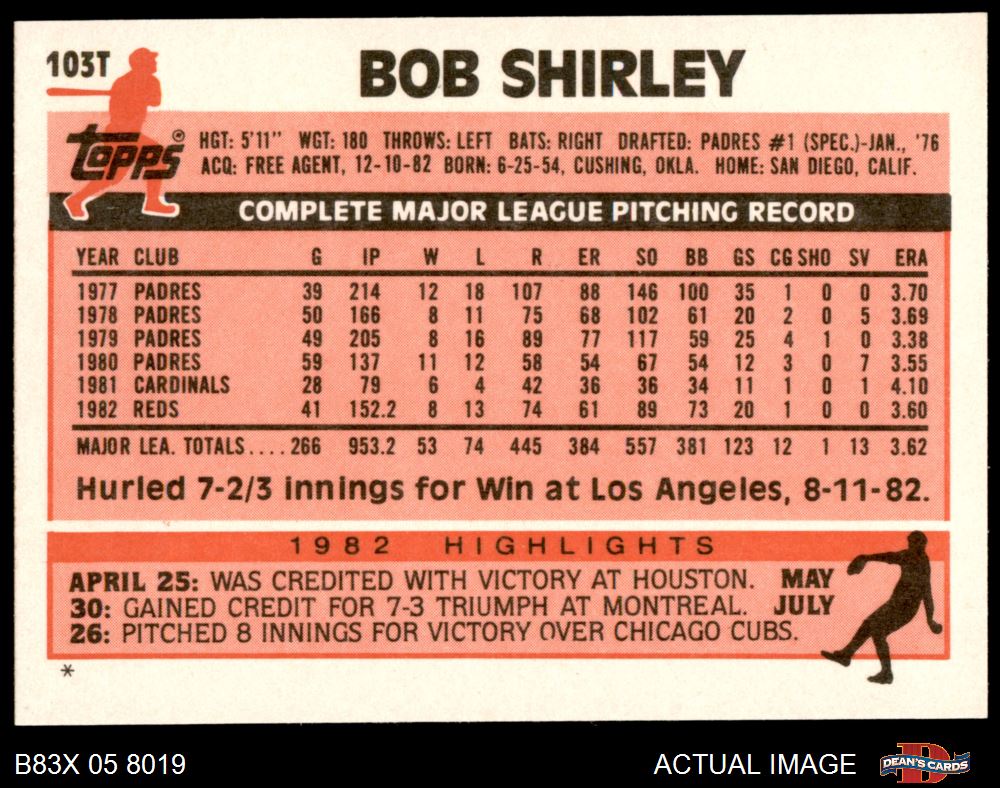 103T
BOB SHIRLEY
topps®
HGT: 5'11" WGT: 180 THROWS: LEFT BATS: RIGHT DRAFTED: PADRES #1 (SPEC.)-JAN., '76
ACQ: FREE AGENT, 12-10-82 BORN: 6-25-54, CUSHING, OKLA. HOME: SAN DIEGO, CALIF.
COMPLETE MAJOR LEAGUE PITCHING RECORD
YEAR CLUB G IP W L R ER SO BB GS CG SHO SV ERA
1977 PADRES 39 214 12 18 107 88 146 100 35 1 0 0 3.70
1978 PADRES 50 166 8 11 75 68 102 61 20 2 0 5 3.69
1979 PADRES 49 205 8 16 89 77 117 59 25 4 1 0 3.38
1980 PADRES 59 137 11 12 58 54 67 54 12 3 0 7 3.55
1981 CARDINALS 28 79 6 4 42 36 36 34 11 1 0 1 4.10
1982 REDS 41 152.2 8 13 74 61 89 73 20 1 0 0 3.60
MAJOR LEA. TOTALS.... 266 953.2 53 74 445 384 557 381 123 12 1 13 3.62
Hurled 7-2/3 innings for Win at Los Angeles, 8-11-82.
1982 HIGHLIGHTS
APRIL 25: WAS CREDITED WITH VICTORY AT HOUSTON. MAY
30: GAINED CREDIT FOR 7-3 TRIUMPH AT MONTREAL. JULY
26: PITCHED 8 INNINGS FOR VICTORY OVER CHICAGO CUBS.
*
B83X 05 8019
ACTUAL IMAGE
DEAN'S CARDS